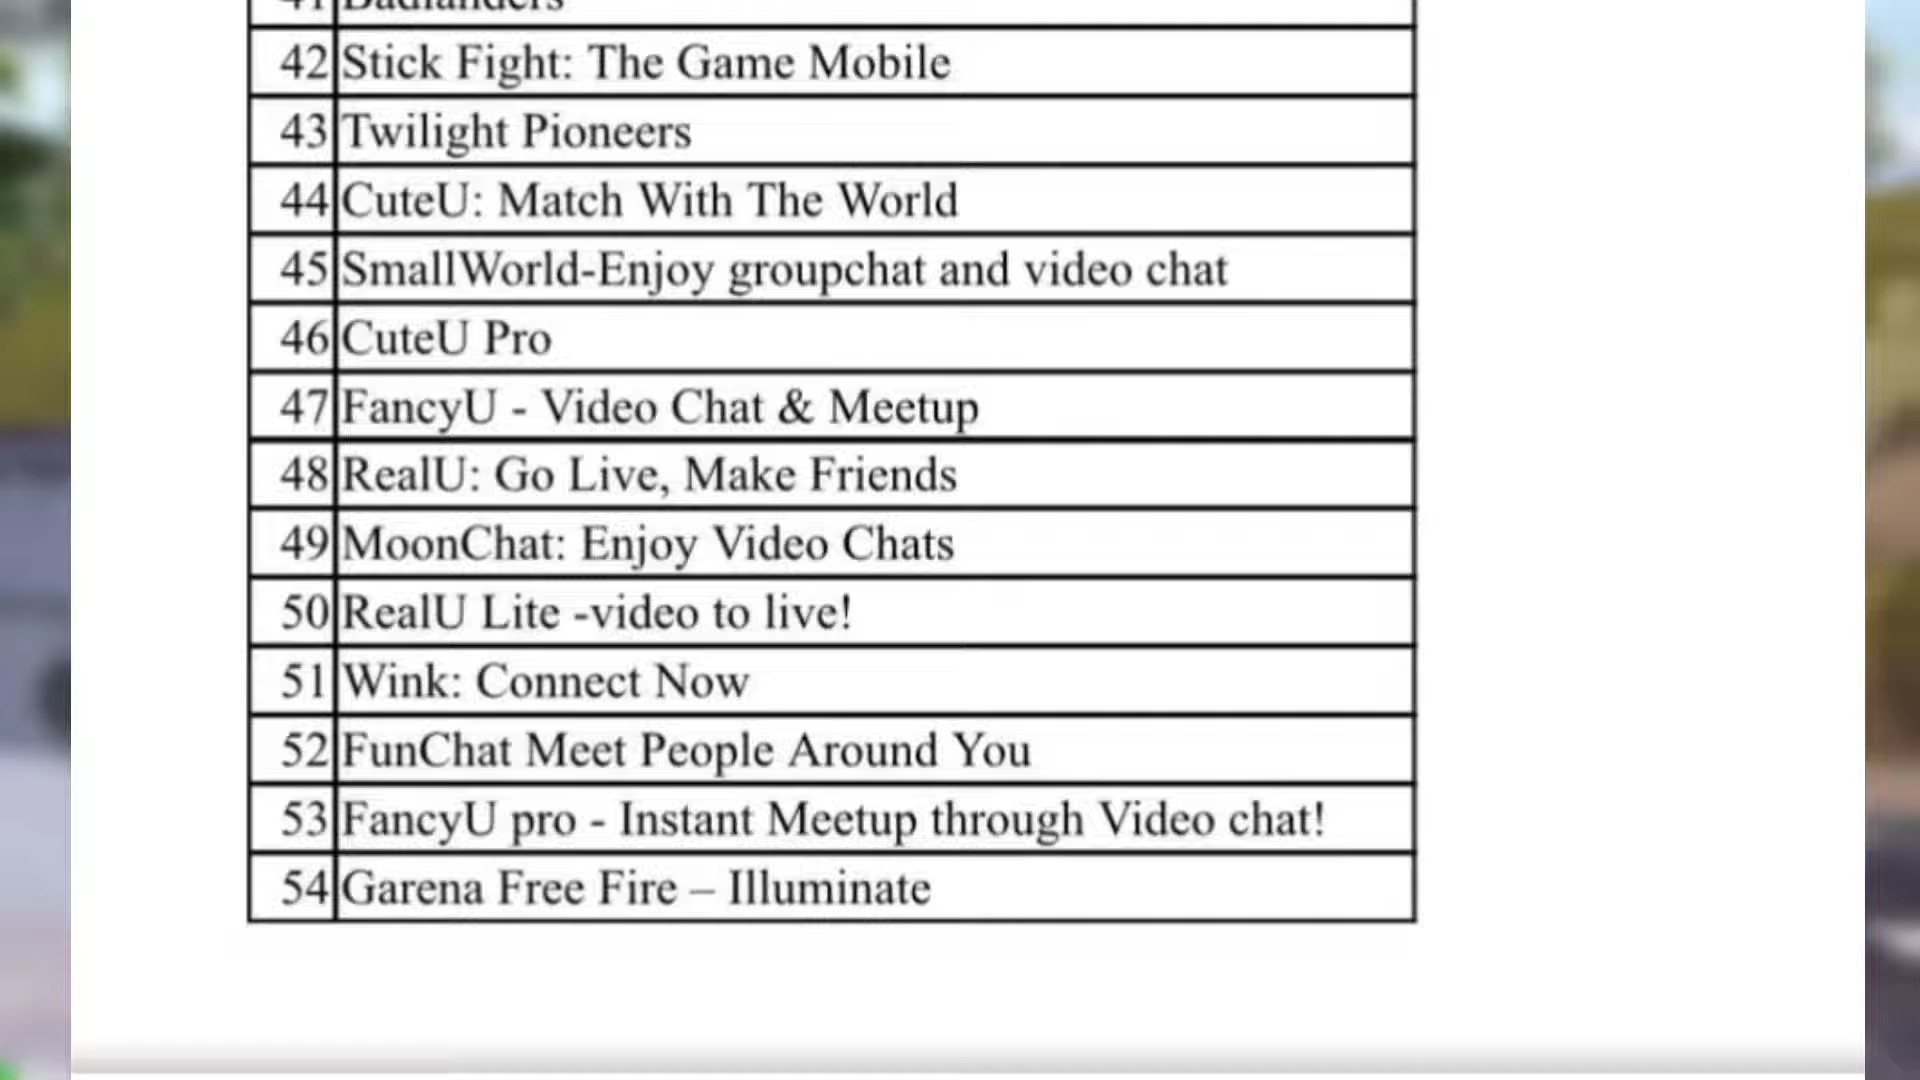 41 Badlanders
42 Stick Fight: The Game Mobile
43 Twilight Pioneers
44 CuteU: Match With The World
45 SmallWorld-Enjoy groupchat and video chat
46 CuteU Pro
47 FancyU - Video Chat & Meetup
48 RealU: Go Live, Make Friends
49 MoonChat: Enjoy Video Chats
50 RealU Lite -video to live!
51 Wink: Connect Now
52 FunChat Meet People Around You
53 FancyU pro - Instant Meetup through Video chat!
54 Garena Free Fire – Illuminate